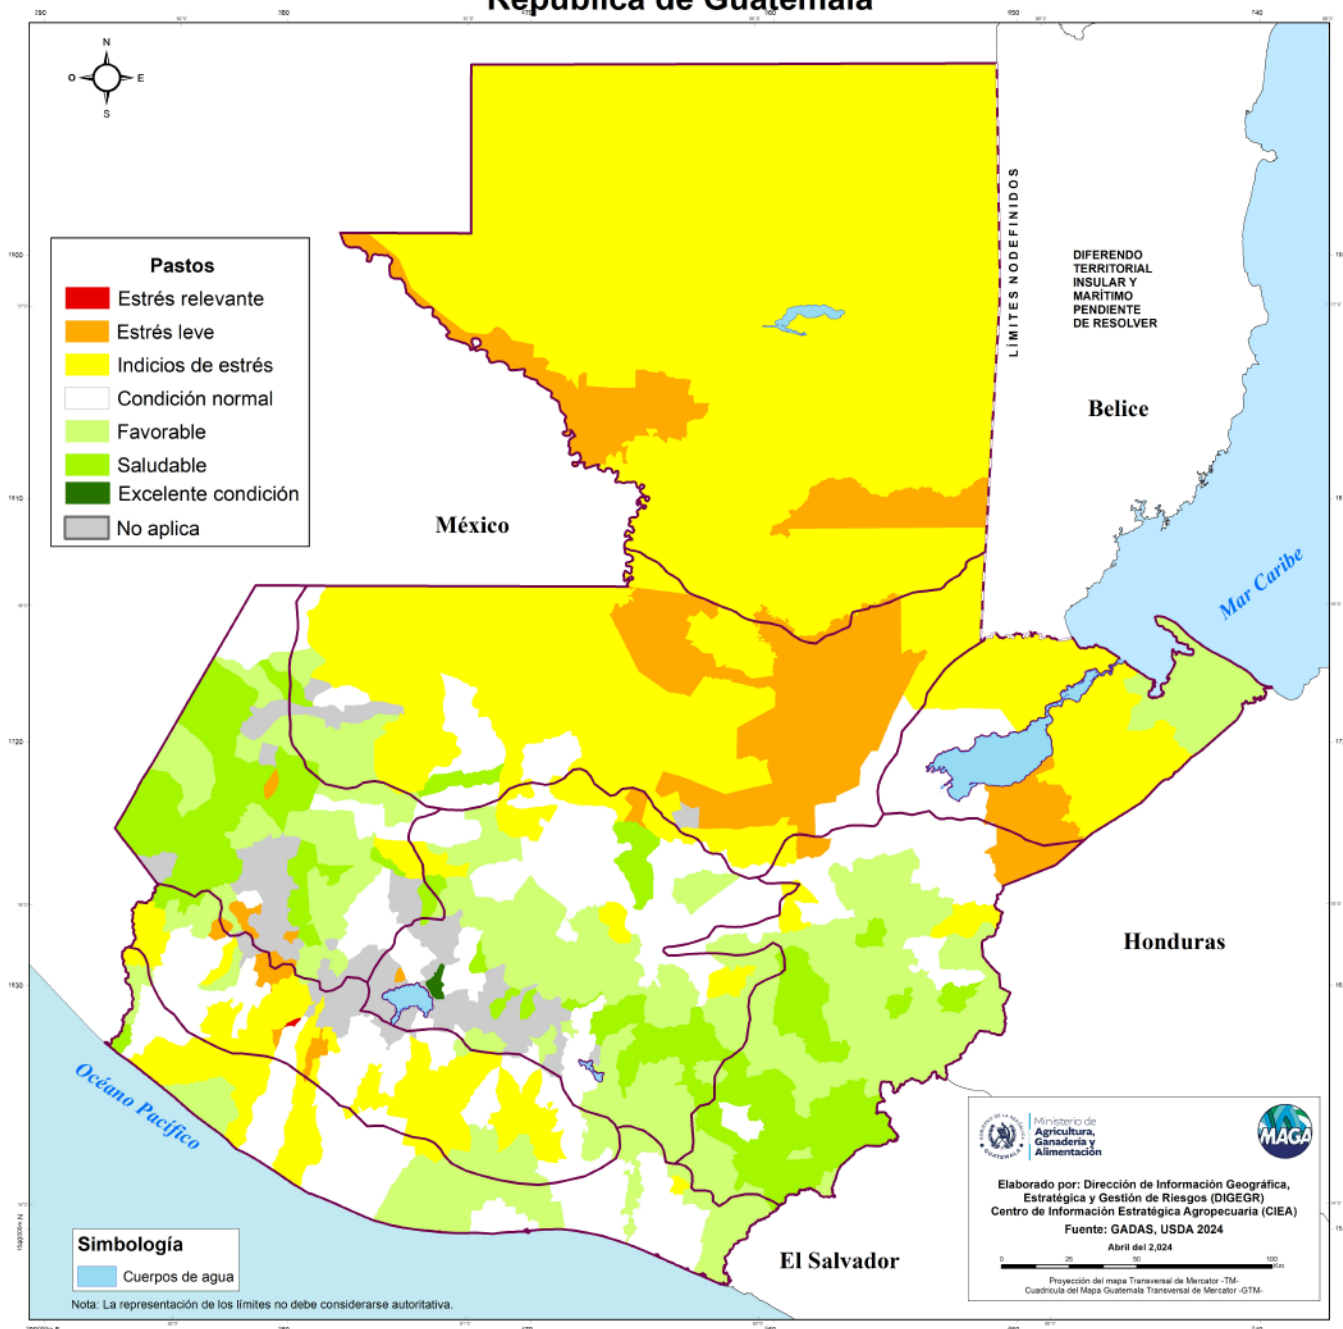 República de Guatemala
N
O
E
S
Pastos
Estrés relevante
Estrés leve
Indicios de estrés
Condición normal
Favorable
Saludable
Excelente condición
No aplica
LÍMITES NODEFINIDOS
DIFERENDO
TERRITORIAL
INSULAR Y
MARÍTIMO
PENDIENTE
DE RESOLVER
Belice
México
Mar Caribe
Honduras
Océano Pacífico
El Salvador
Simbología
Cuerpos de agua
Nota: La representación de los límites no debe considerarse autoritativa.
Ministerio de
Agricultura,
Ganadería y
Alimentación
MAGA
Elaborado por: Dirección de Información Geográfica,
Estratégica y Gestión de Riesgos (DIGEGR)
Centro de Información Estratégica Agropecuaria (CIEA)
Fuente: GADAS, USDA 2024
Abril del 2,024
0 25 50 100
Km
Proyección del mapa Transversal de Mercator -TM-
Cuadricula del Mapa Guatemala Transversal de Mercator -GTM-